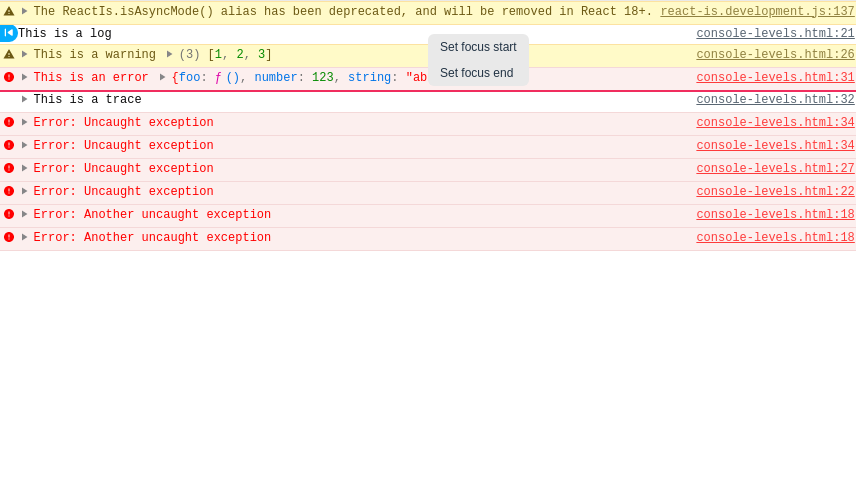 The ReactIs.isAsyncMode() alias has been deprecated, and will be removed in React 18+. react-is.development.js:137
This is a log console-levels.html:21
Set focus start
This is a warning (3) [1, 2, 3] console-levels.html:26
Set focus end
This is an error {foo: ƒ (), number: 123, string: "ab console-levels.html:31
This is a trace console-levels.html:32
Error: Uncaught exception console-levels.html:34
Error: Uncaught exception console-levels.html:34
Error: Uncaught exception console-levels.html:27
Error: Uncaught exception console-levels.html:22
Error: Another uncaught exception console-levels.html:18
Error: Another uncaught exception console-levels.html:18